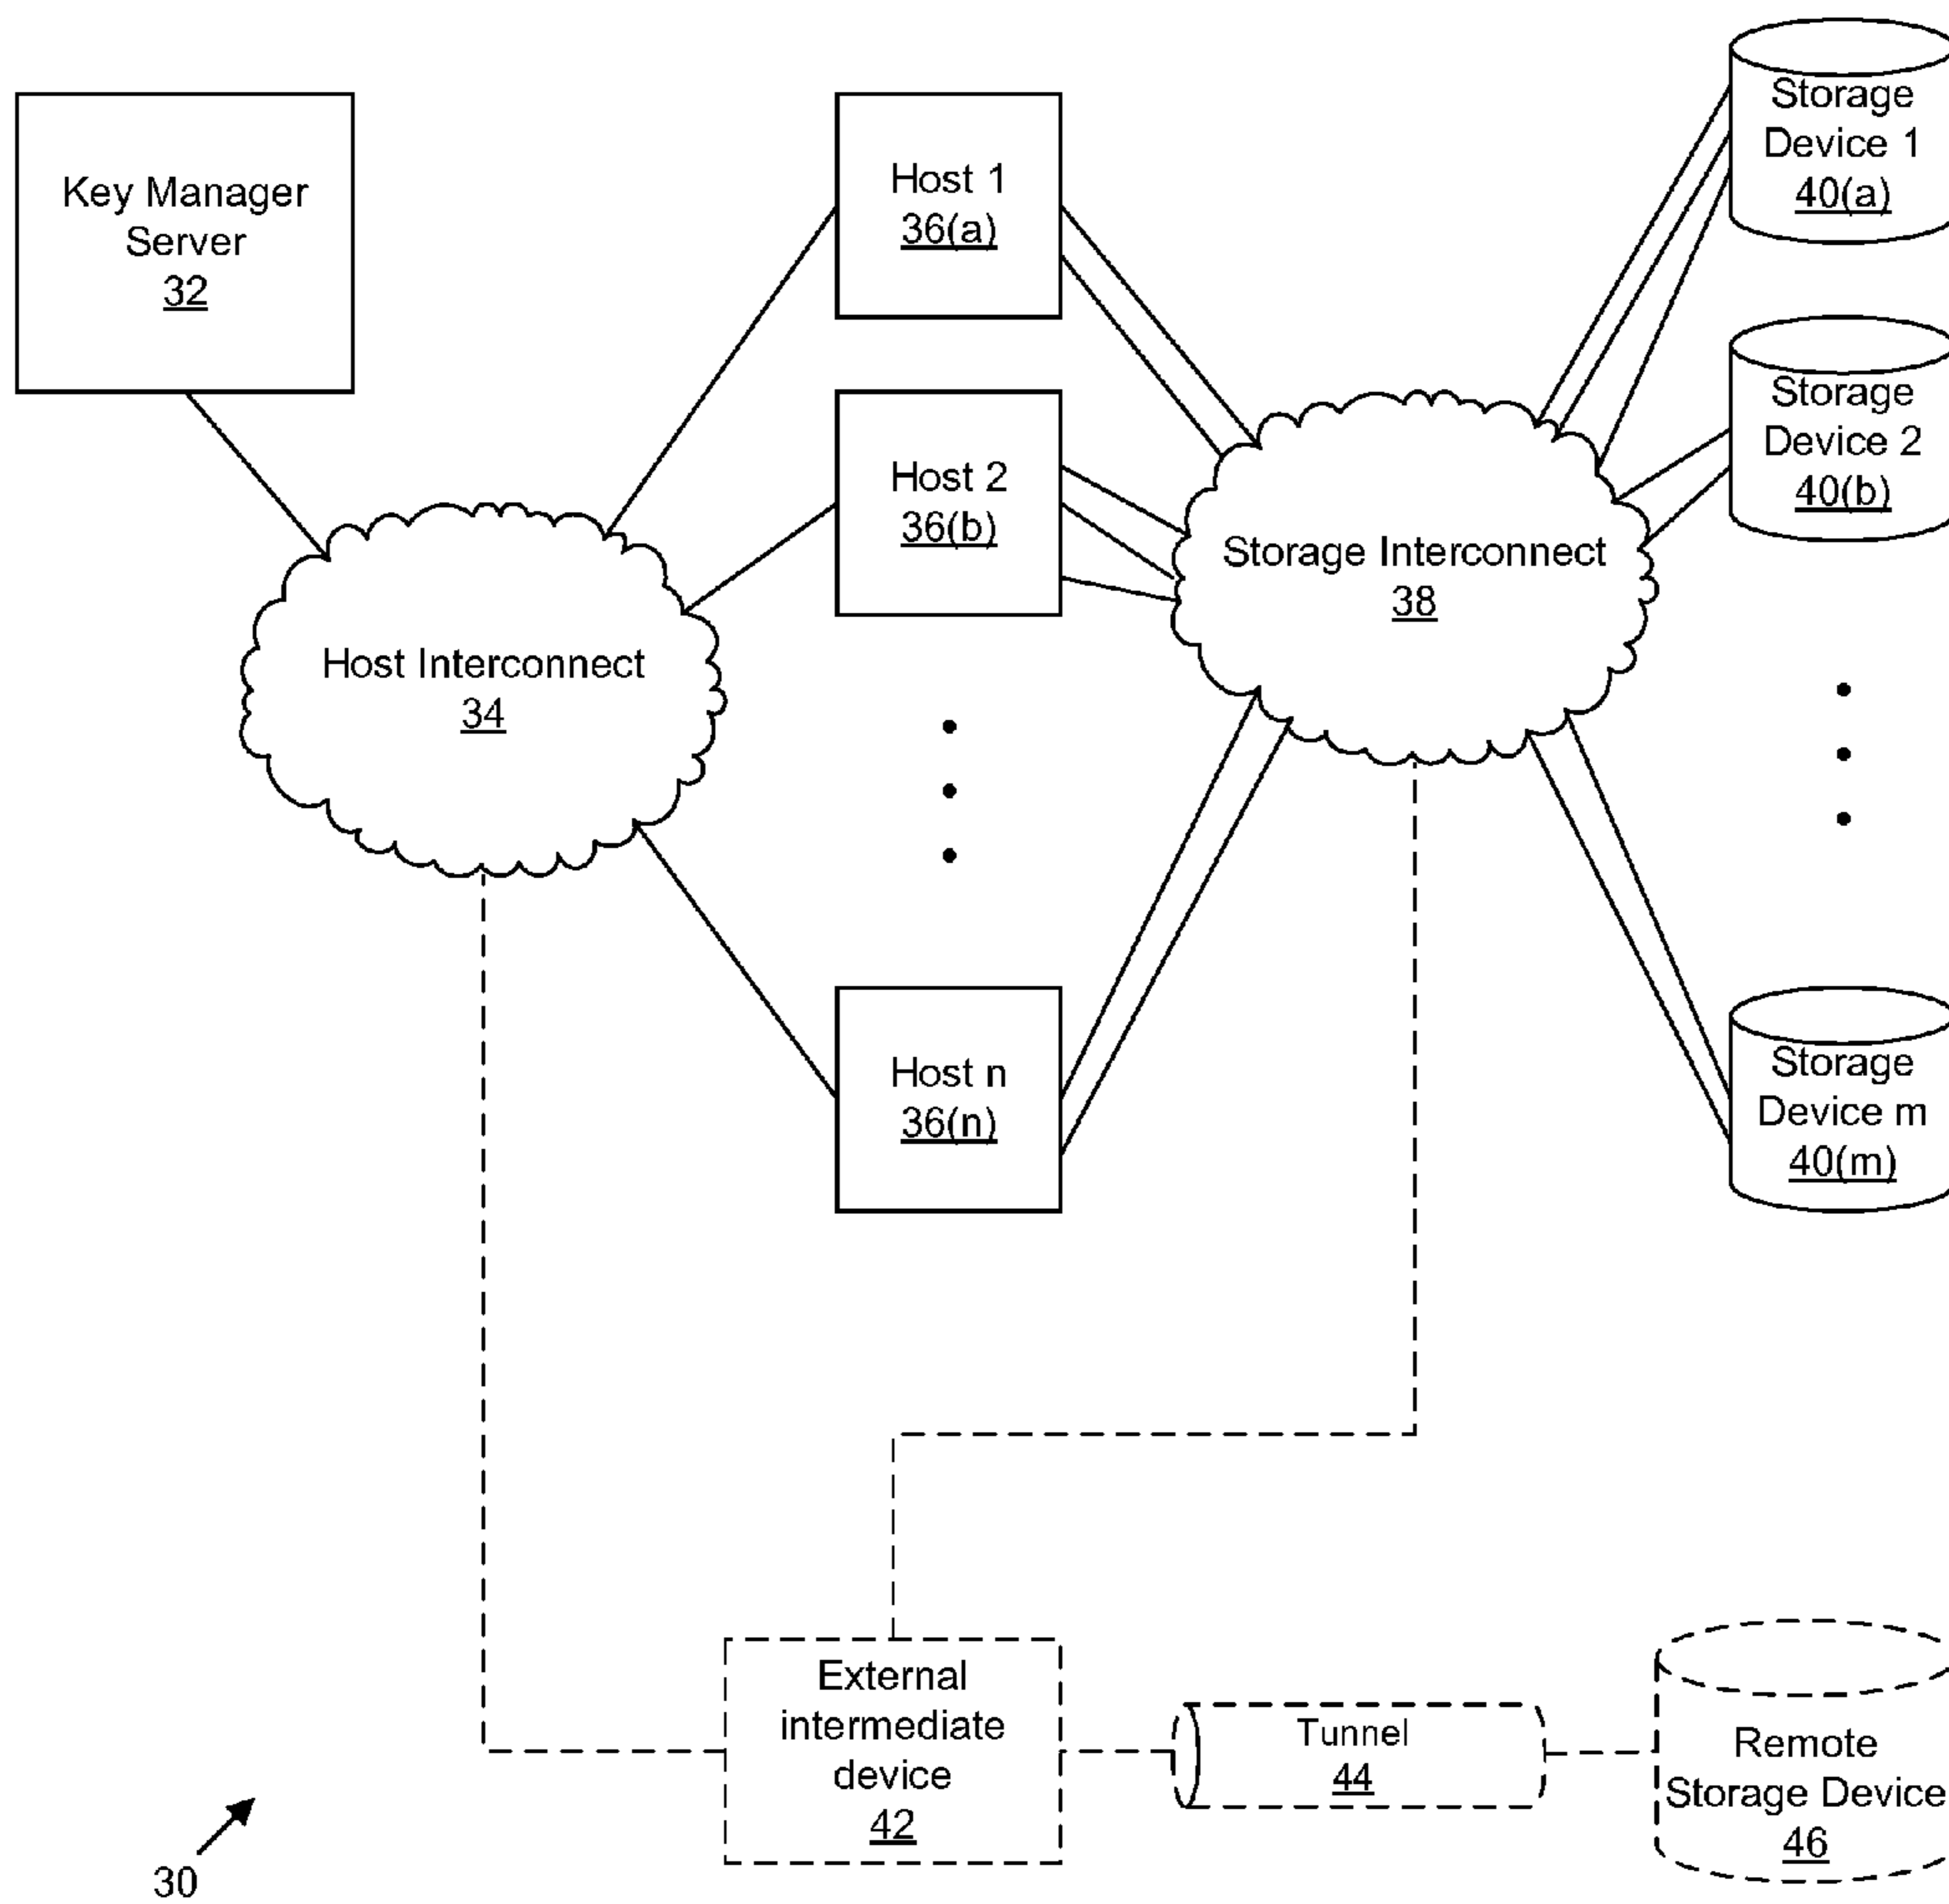 Key Manager
Server
32
Host 1
36(a)
Storage
Device 1
40(a)
Host 2
36(b)
Storage
Device 2
40(b)
Host Interconnect
34
Storage Interconnect
38
Host n
36(n)
Storage
Device m
40(m)
External
intermediate
device
42
Tunnel
44
Remote
Storage Device
46
30